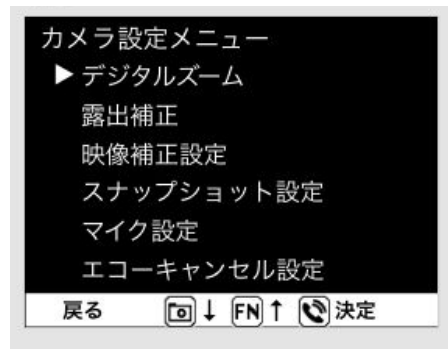 カメラ設定メニュー
▶デジタルズーム
露出補正
映像補正設定
スナップショット設定
マイク設定
エコーキャンセル設定
戻る ↓ FN ↑ 決定